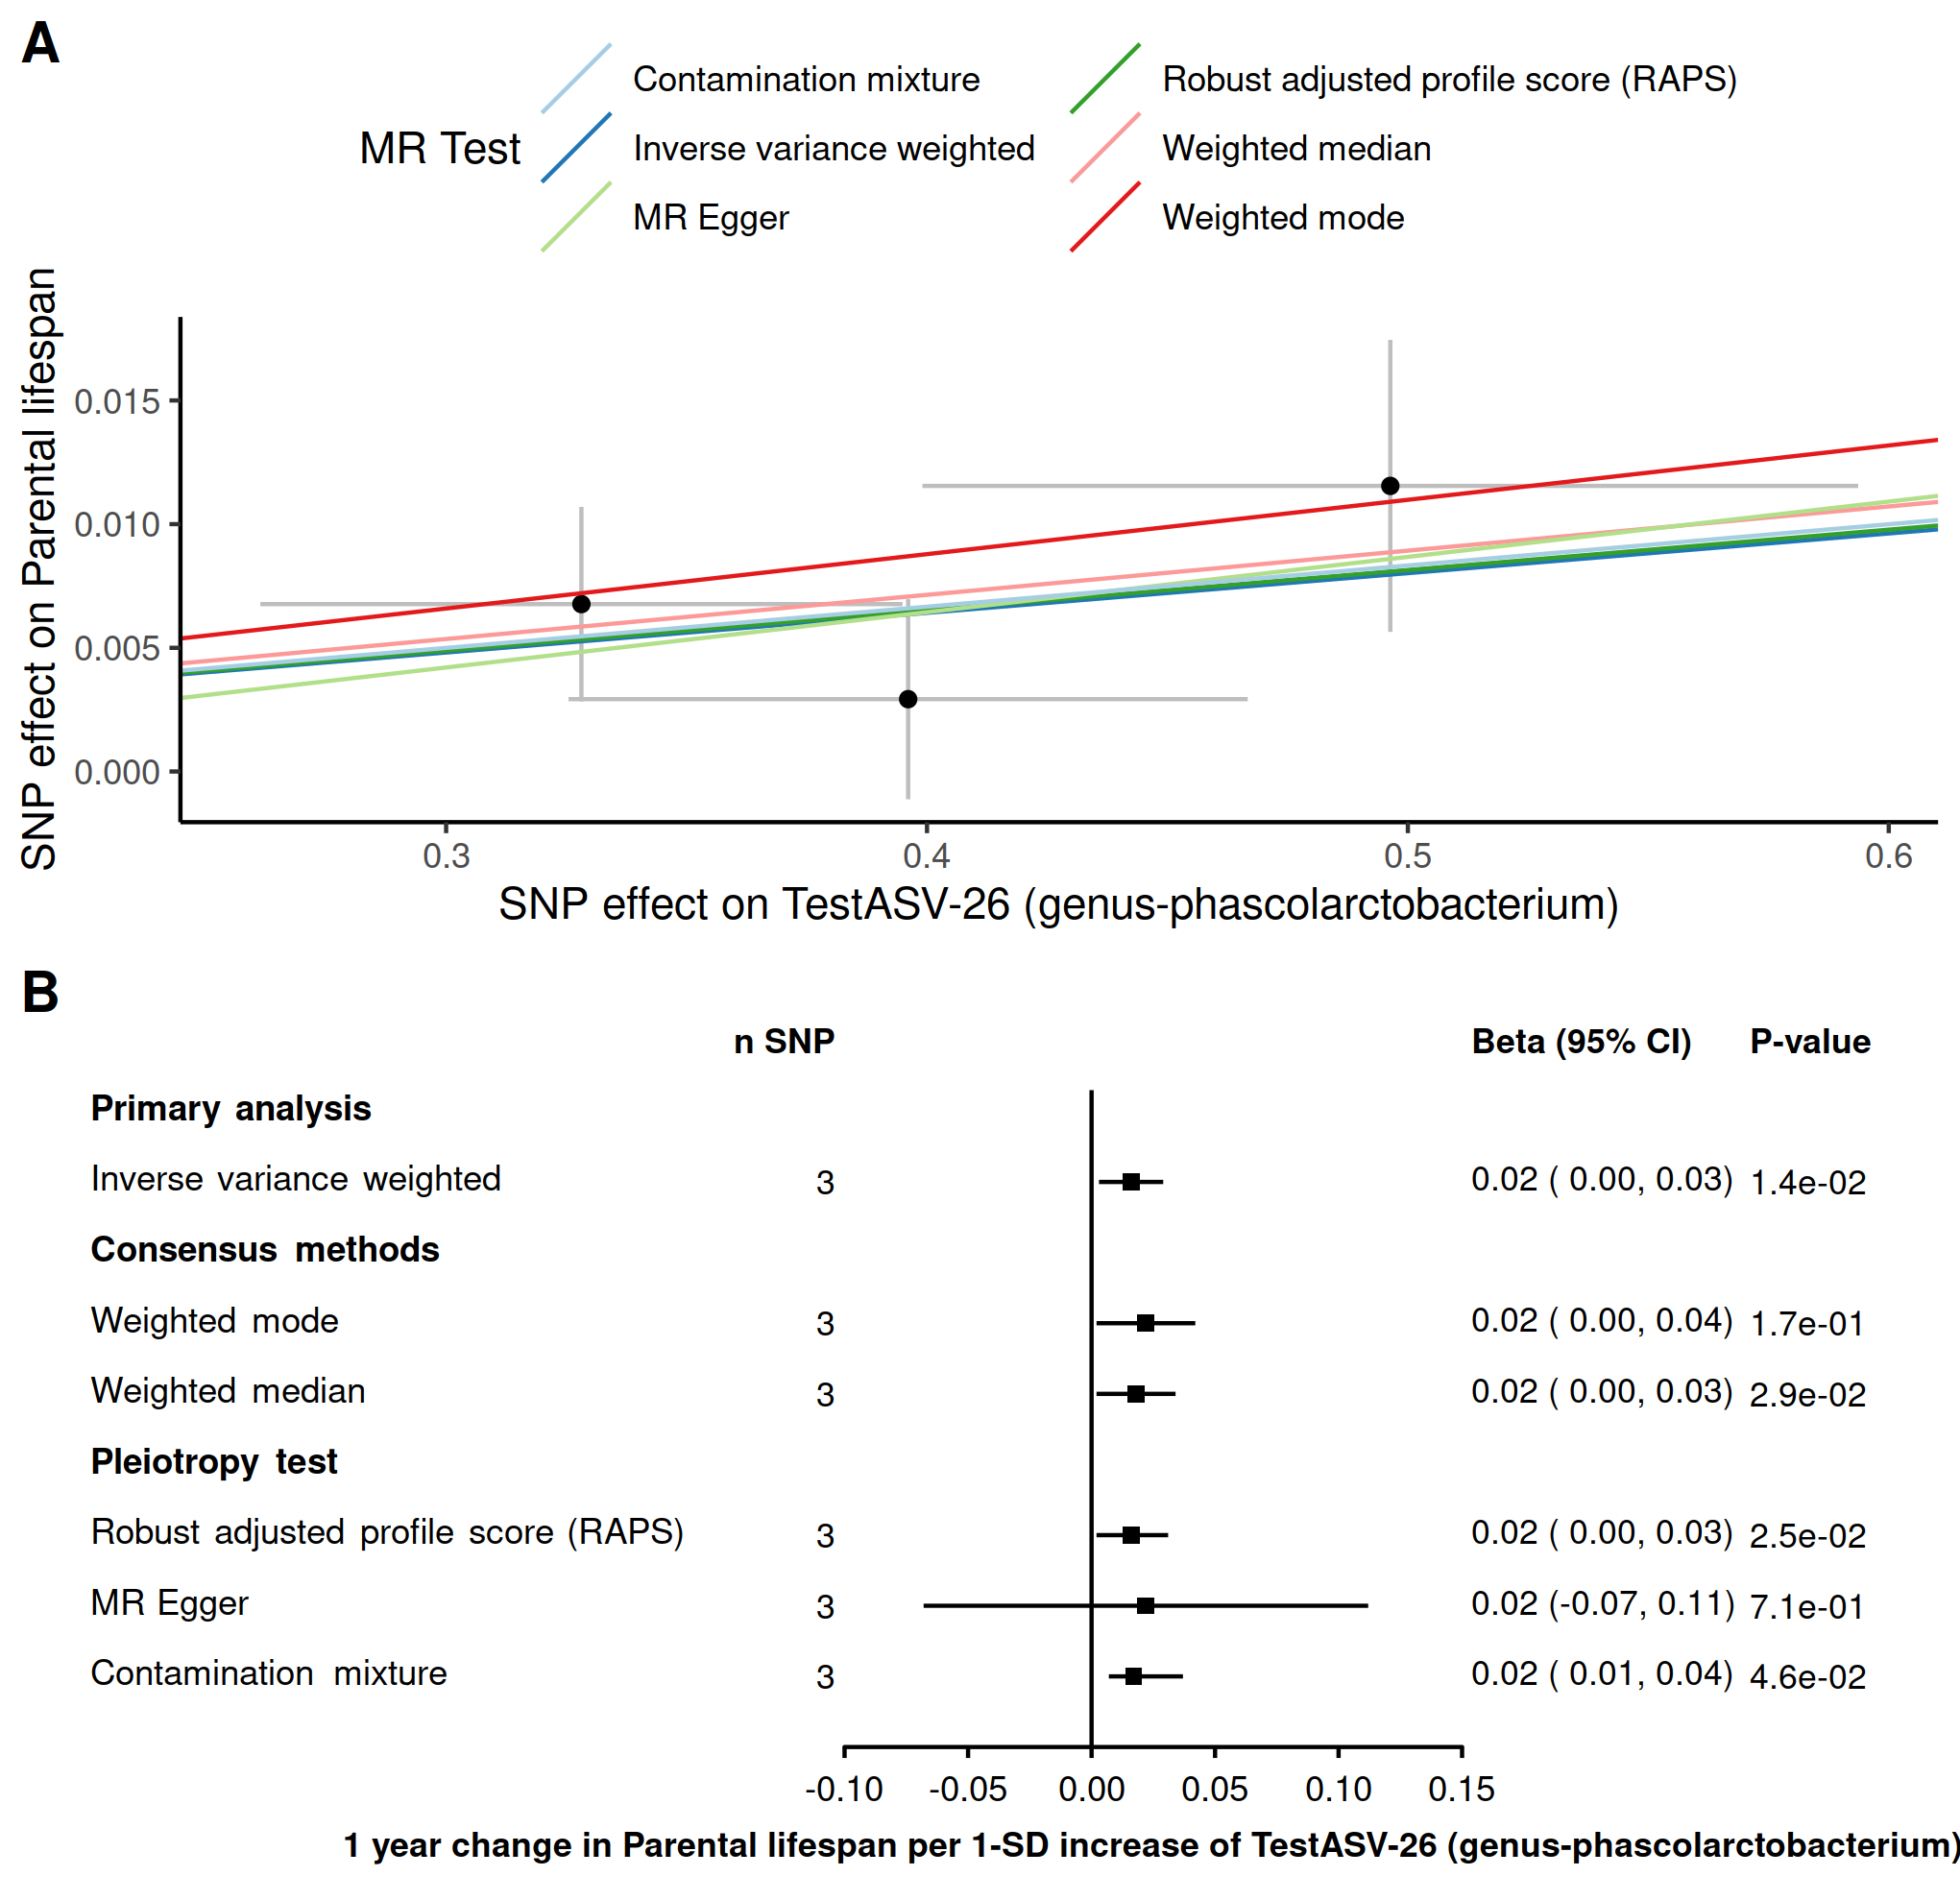 A
MR Test
Contamination mixture
Inverse variance weighted
MR Egger
Robust adjusted profile score (RAPS)
Weighted median
Weighted mode
SNP effect on Parental lifespan
0.015
0.010
0.005
0.000
0.3 0.4 0.5 0.6
SNP effect on TestASV-26 (genus-phascolarctobacterium)
B
n SNP Beta (95% CI) P-value
Primary analysis
Inverse variance weighted 3 0.02 ( 0.00, 0.03) 1.4e-02
Consensus methods
Weighted mode 3 0.02 ( 0.00, 0.04) 1.7e-01
Weighted median 3 0.02 ( 0.00, 0.03) 2.9e-02
Pleiotropy test
Robust adjusted profile score (RAPS) 3 0.02 ( 0.00, 0.03) 2.5e-02
MR Egger 3 0.02 (-0.07, 0.11) 7.1e-01
Contamination mixture 3 0.02 ( 0.01, 0.04) 4.6e-02
-0.10 -0.05 0.00 0.05 0.10 0.15
1 year change in Parental lifespan per 1-SD increase of TestASV-26 (genus-phascolarctobacterium)